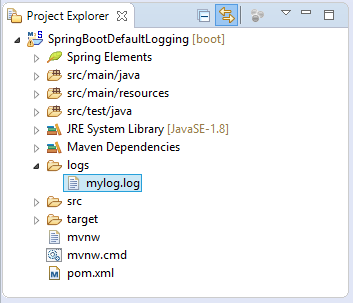 Project Explorer
SpringBootDefaultLogging [boot]
Spring Elements
src/main/java
src/main/resources
src/test/java
JRE System Library [JavaSE-1.8]
Maven Dependencies
logs
mylog.log
src
target
mvnw
mvnw.cmd
pom.xml